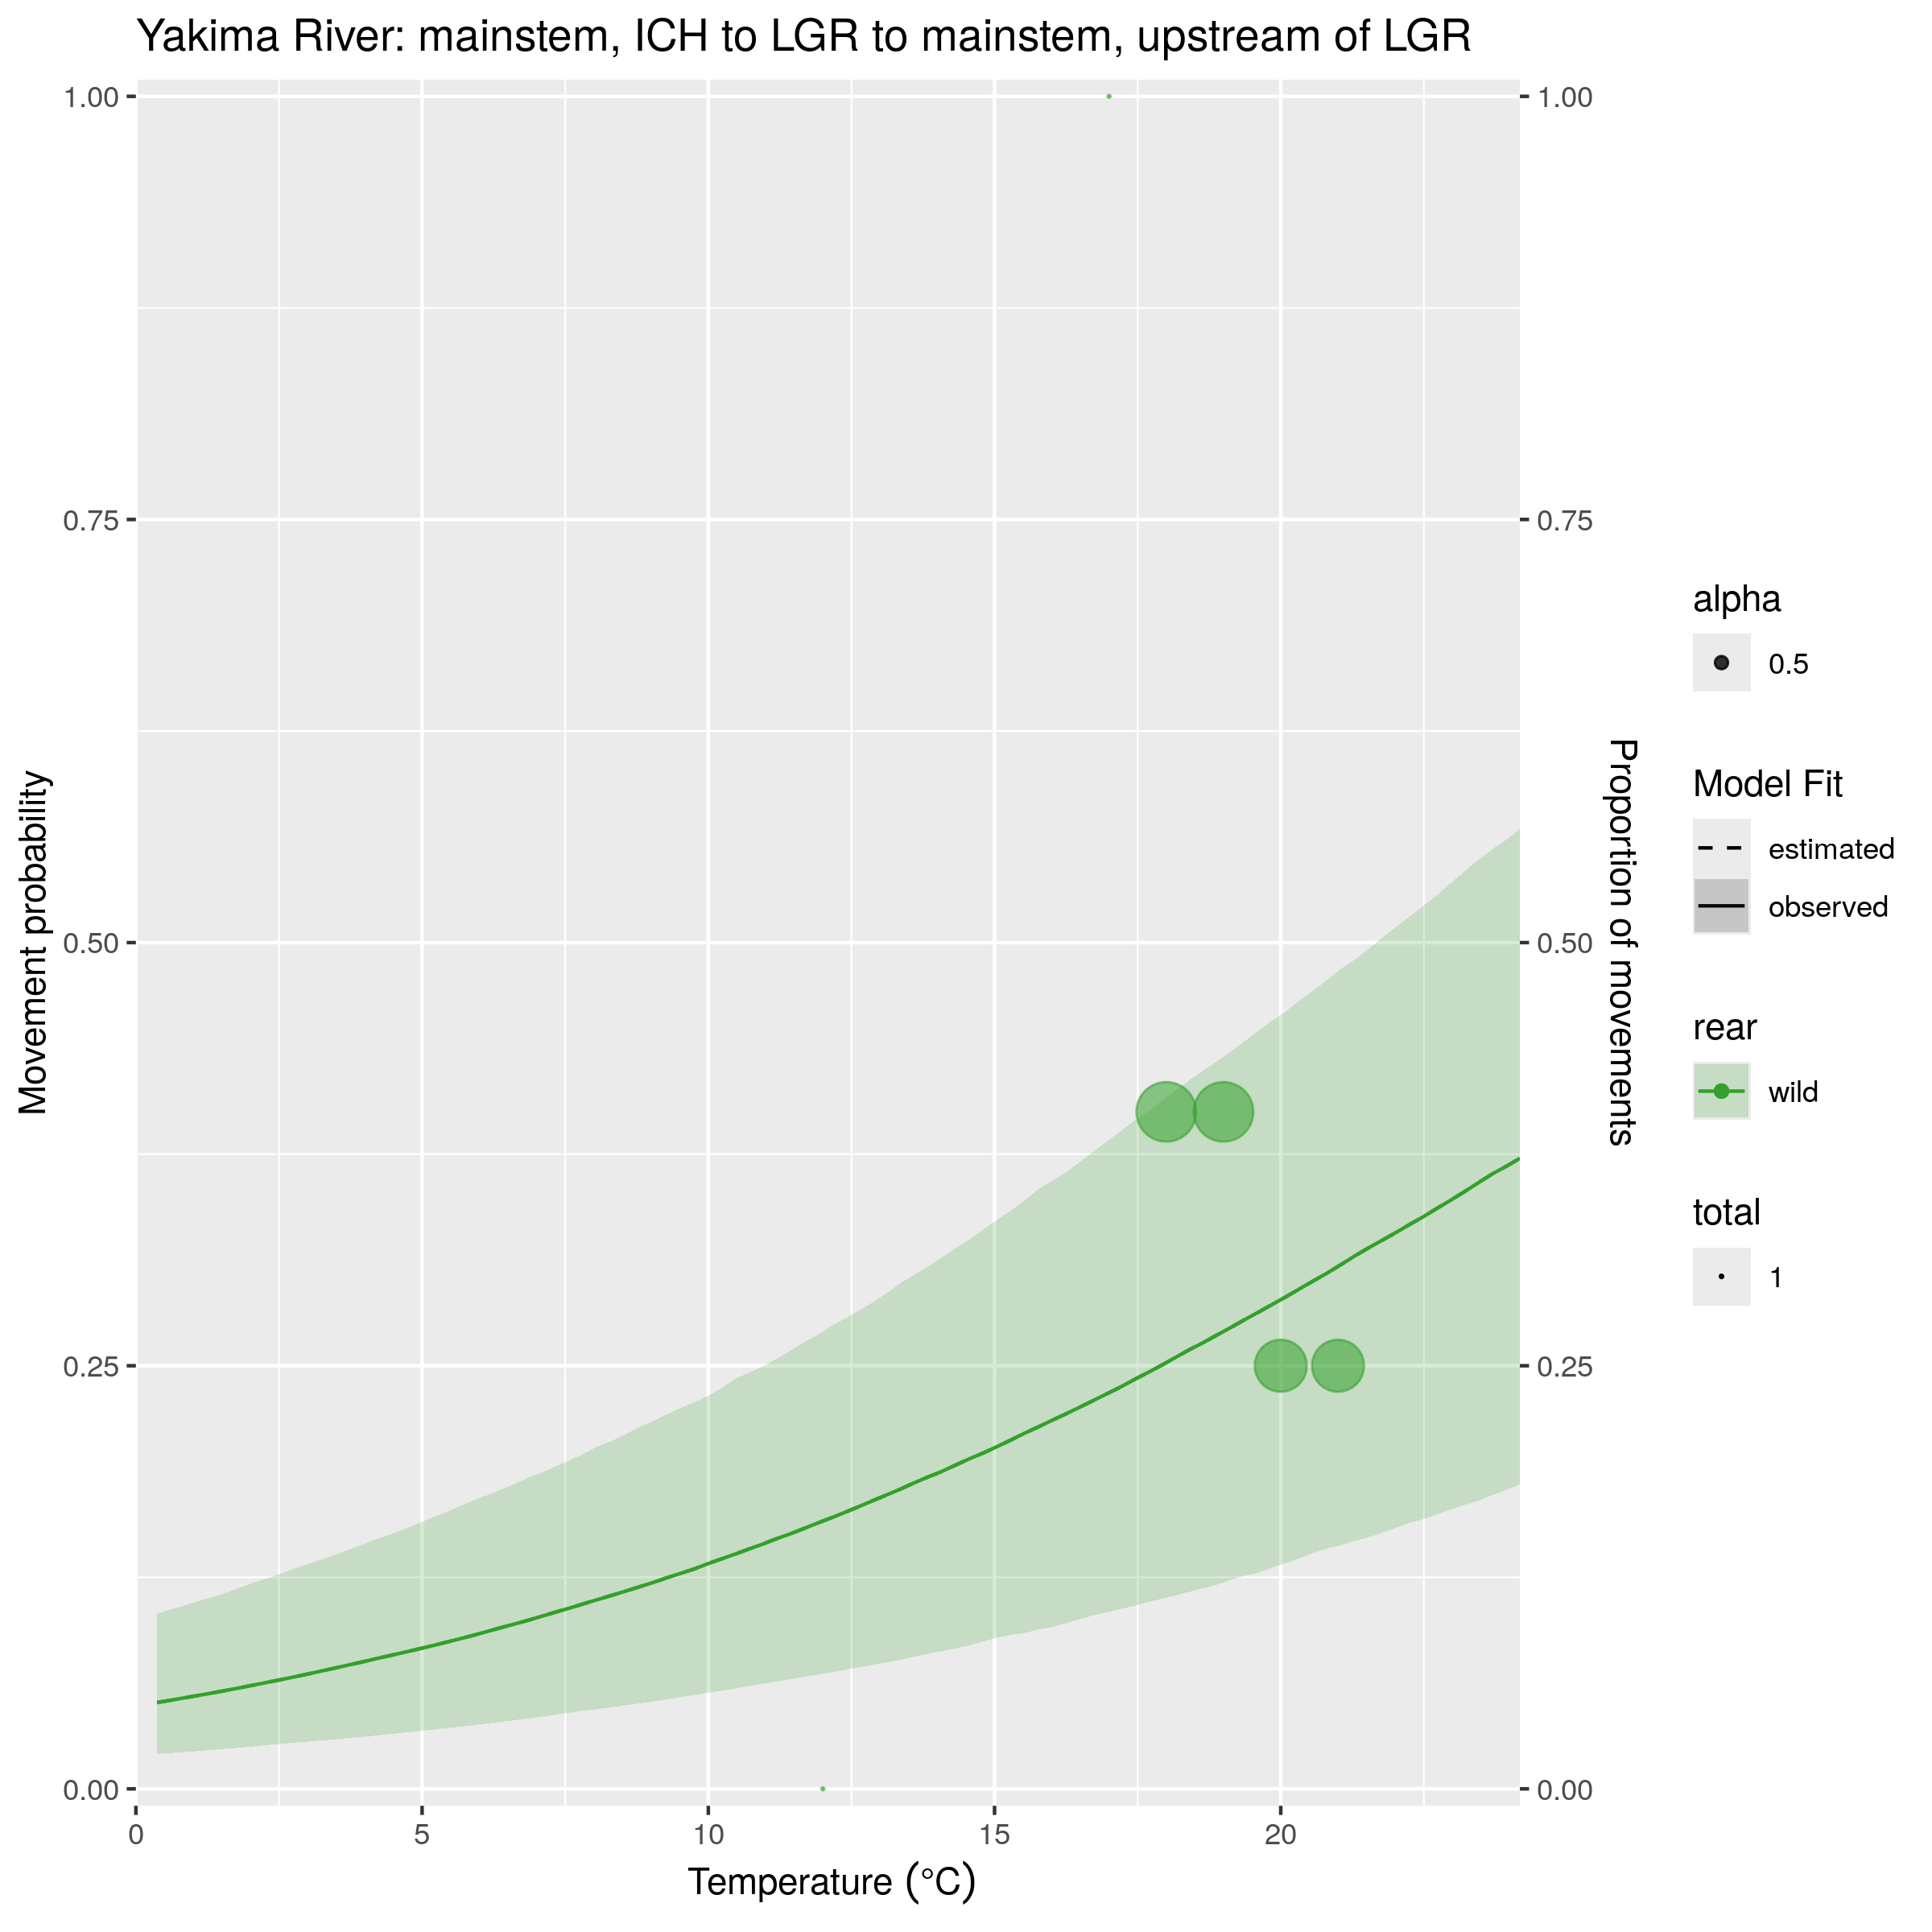 Yakima River: mainstem, ICH to LGR to mainstem, upstream of LGR
Movement probability
1.00
0.75
0.50
0.25
0.00
0
5
10
15
20
Temperature (°C)
1.00
0.75
0.50
0.25
0.00
Proportion of movements
alpha
0.5
Model Fit
estimated
observed
rear
wild
total
1